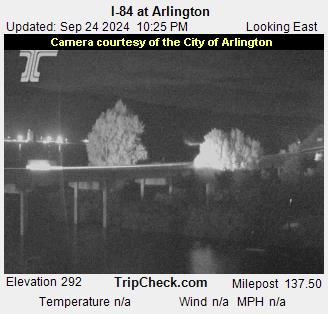 I-84 at Arlington
Updated: Sep 24 2024 10:25 PM Looking East
Camera courtesy of the City of Arlington
Elevation 292 TripCheck.com Milepost 137.50
Temperature n/a Wind n/a MPH n/a